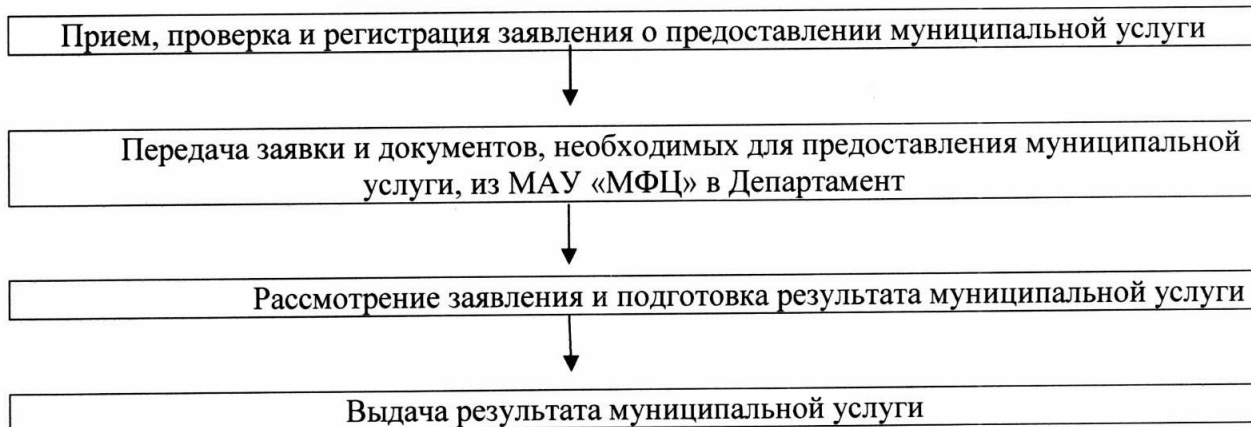 Прием, проверка и регистрация заявления о предоставлении муниципальной услуги
Передача заявки и документов, необходимых для предоставления муниципальной
услуги, из МАУ «МФЦ» в Департамент
Рассмотрение заявления и подготовка результата муниципальной услуги
Выдача результата муниципальной услуги